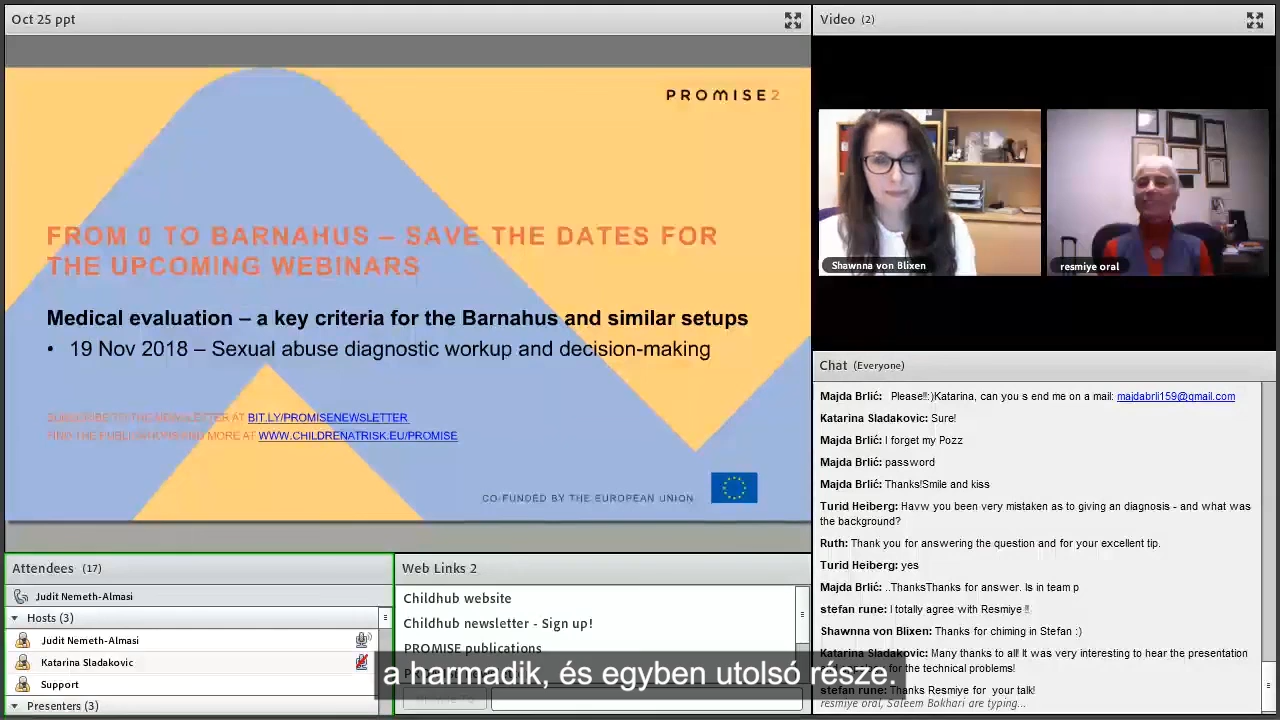 Oct 25 ppt
PROMISE2
FROM 0 TO BARNAHUS – SAVE THE DATES FOR
THE UPCOMING WEBINARS
Medical evaluation – a key criteria for the Barnahus and similar setups
• 19 Nov 2018 – Sexual abuse diagnostic workup and decision-making
BIT.LY/PROMISENEWSLETTER
WWW.CHILDRENATRISK.EU/PROMISE
CO-FUNDED BY THE EUROPEAN UNION
Video (2)
Shawnna von Blixen
resmiye oral
Chat (Everyone)
Majda Brlić: Please!!:)Katarina, can you s end me on a mail: majdabrli159@gmail.com
Katarina Sladakovic: Sure!
Majda Brlić: I forget my Pozz
Majda Brlić: password
Majda Brlić: Thanks!Smile and kiss
Turid Heiberg: Havw you been very mistaken as to giving an diagnosis - and what was
the background?
Ruth: Thank you for answering the question and for your excellent tip.
Turid Heiberg: yes
Majda Brlić: ..ThanksThanks for answer. Is in team p
stefan rune: I totally agree with Resmiye !!
Shawnna von Blixen: Thanks for chiming in Stefan :)
Katarina Sladakovic: Many thanks to all! It was very interesting to hear the presentation
for the technical problems!
stefan rune: Thanks Resmiye for your talk!
resmiye oral, Saleem Bokhari are typing...
Attendees (17)
Judit Nemeth-Almasi
Hosts (3)
Judit Nemeth-Almasi
Katarina Sladakovic
Support
Presenters (3)
Web Links 2
Childhub website
Childhub newsletter - Sign up!
PROMISE publications
a harmadik, és egyben utolsó része.